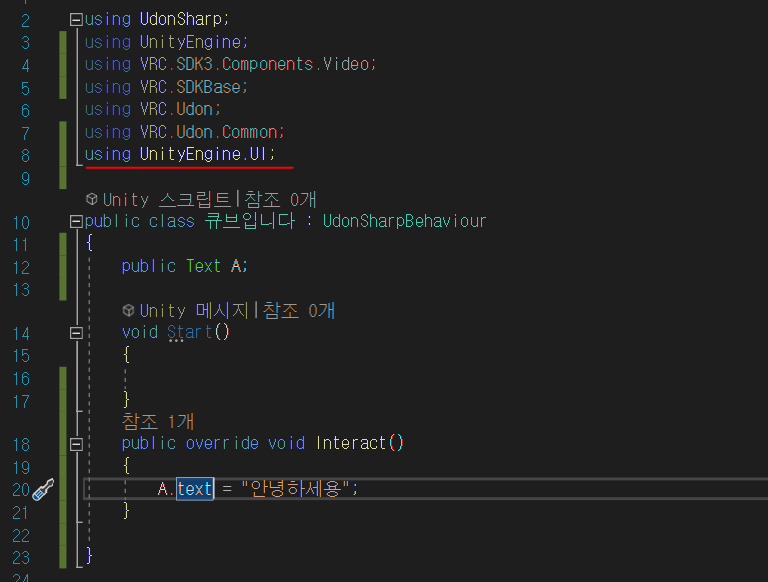 2 using UdonSharp;
3 using UnityEngine;
4 using VRC.SDK3.Components.Video;
5 using VRC.SDKBase;
6 using VRC.Udon;
7 using VRC.Udon.Common;
8 using UnityEngine.UI;
9
Unity 스크립트|참조 0개
10 public class 큐브입니다 : UdonSharpBehaviour
11 {
12 public Text A;
13
Unity 메시지|참조 0개
14 void Start()
15 {
16
17 }
참조 1개
18 public override void Interact()
19 {
20 A.text = "안녕하세용";
21 }
22
23 }
24